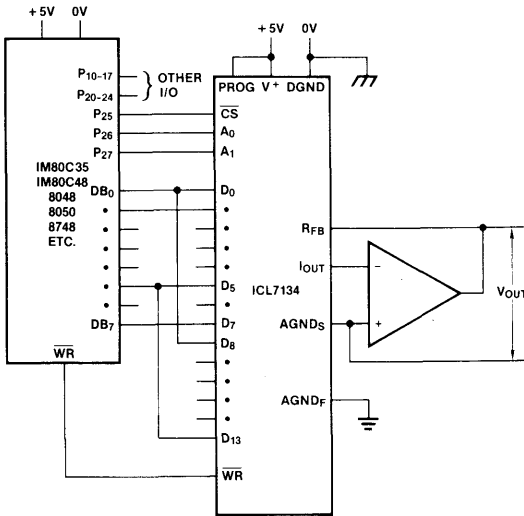 +5V 0V
P10-17
P20-24
OTHER
I/O
P25
P26
P27
IM80C35
IM80C48
8048
8050
8748
ETC.
DB0
DB7
WR
+5V 0V
PROG V+ DGND
CS
A0
A1
D0
D5
D7
D8
D13
WR
ICL7134
RFB
IOUT
AGNDS
AGNDF
−
+
VOUT